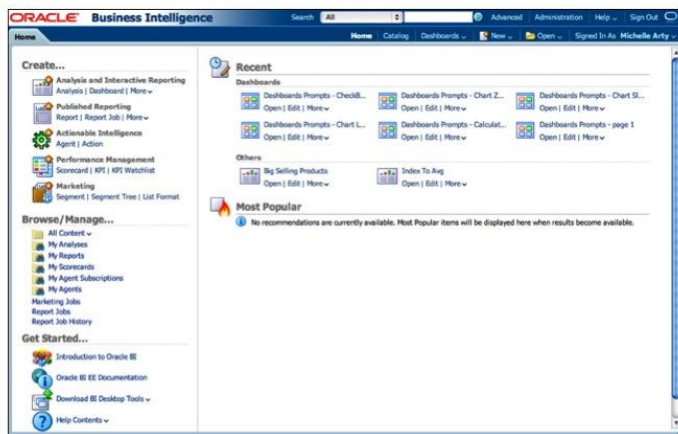 ORACLE Business Intelligence
Search All Advanced Administration Help Sign Out
Home
Home Catalog Dashboards New Open Signed In As Michelle Arty
Create...
Analysis and Interactive Reporting
Analysis | Dashboard | More
Published Reporting
Report | Report Job | More
Actionable Intelligence
Agent | Action
Performance Management
Scorecard | KPI | KPI Watchlist
Marketing
Segment | Segment Tree | List Format
Browse/Manage...
All Content
My Analyses
My Reports
My Scorecards
My Agent Subscriptions
My Agents
Marketing Jobs
Report Jobs
Report Job History
Get Started...
Introduction to Oracle BI
Oracle BI EE Documentation
Download BI Desktop Tools
Help Contents
Recent
Dashboards
Dashboards Prompts - CheckB... Dashboards Prompts - Chart Z... Dashboards Prompts - Chart Sl...
Open | Edit | More Open | Edit | More Open | Edit | More
Dashboards Prompts - Chart L... Dashboards Prompts - Calculat... Dashboards Prompts - page 1
Open | Edit | More Open | Edit | More Open | Edit | More
Others
Big Selling Products Index To Avg
Open | Edit | More Open | Edit | More
Most Popular
No recommendations are currently available. Most Popular items will be displayed here when results become available.